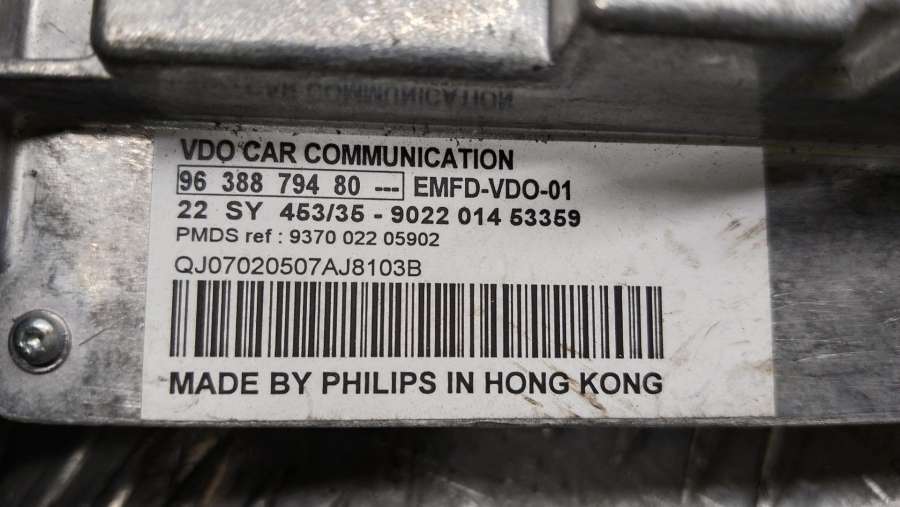 VDO CAR COMMUNICATION
96 388 794 80 --- EMFD-VDO-01
22 SY 453/35 - 9022 014 53359
PMDS ref : 9370 022 05902
QJ07020507AJ8103B
MADE BY PHILIPS IN HONG KONG